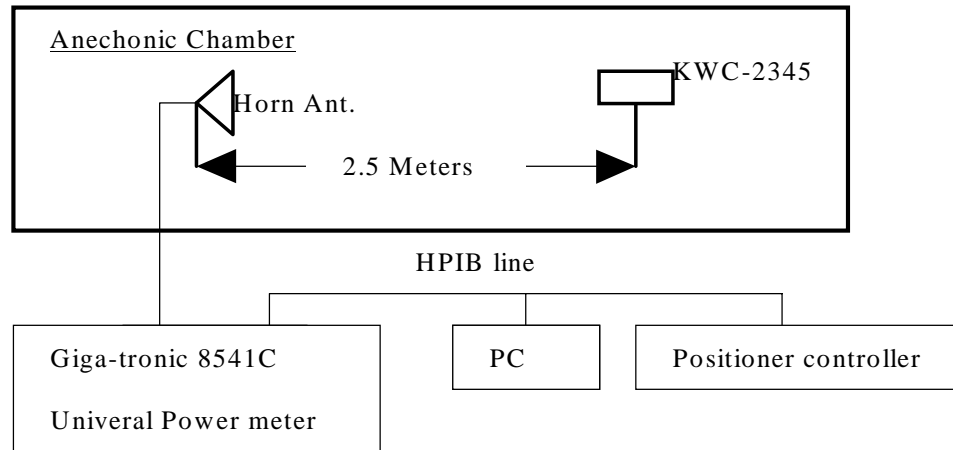 Anechonic Chamber
KWC-2345
Horn Ant.
2.5 Meters
HPIB line
Giga-tronic 8541C
Univeral Power meter
PC
Positioner controller